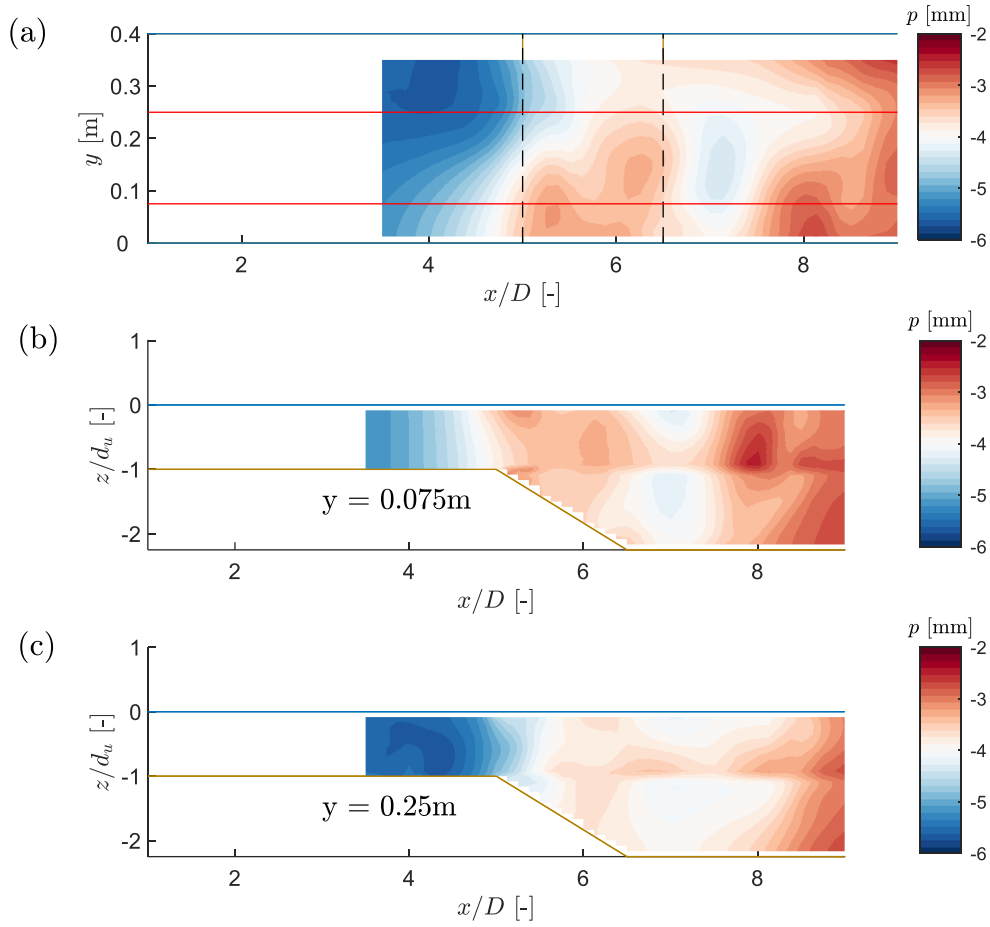 (a)
p [mm]
0.4
0.3
0.2
0.1
0
y [m]
2 4 6 8
x/D [-]
-2
-3
-4
-5
-6
(b)
p [mm]
1
0
-1
-2
z/d_u [-]
y = 0.075m
2 4 6 8
x/D [-]
-2
-3
-4
-5
-6
(c)
p [mm]
1
0
-1
-2
z/d_u [-]
y = 0.25m
2 4 6 8
x/D [-]
-2
-3
-4
-5
-6